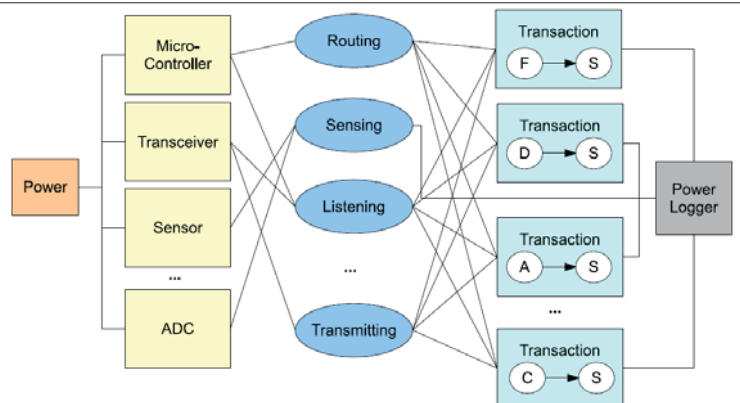 Power
Micro-
Controller
Transceiver
Sensor
...
ADC
Routing
Sensing
Listening
...
Transmitting
Transaction
F S
Transaction
D S
Transaction
A S
...
Transaction
C S
Power
Logger